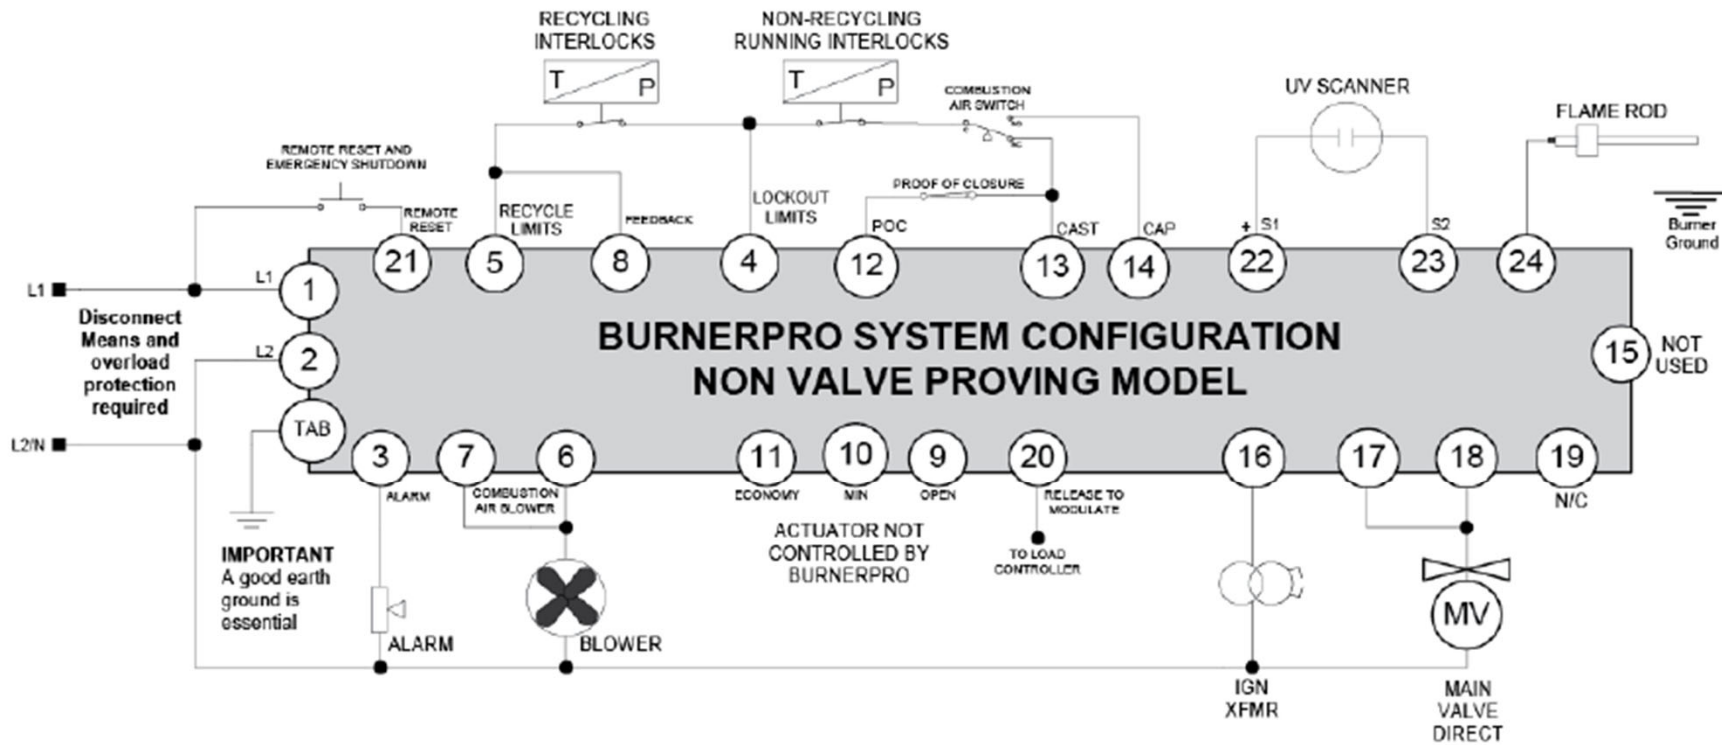 RECYCLING
INTERLOCKS
NON-RECYCLING
RUNNING INTERLOCKS
T
P
T
P
COMBUSTION
AIR SWITCH
UV SCANNER
FLAME ROD
REMOTE RESET AND
EMERGENCY SHUTDOWN
REMOTE
RESET
RECYCLE
LIMITS
FEEDBACK
LOCKOUT
LIMITS
PROOF OF CLOSURE
POC
CAST
CAP
+ S1
S2
Burner
Ground
21
5
8
4
12
13
14
22
23
24
L1
L1
1
Disconnect
Means and
overload
protection
required
L2
2
L2/N
TAB
BURNERPRO SYSTEM CONFIGURATION
NON VALVE PROVING MODEL
15
NOT
USED
3
7
6
11
10
9
20
16
17
18
19
ALARM
COMBUSTION
AIR BLOWER
ECONOMY
MIN
OPEN
RELEASE TO
MODULATE
N/C
ACTUATOR NOT
CONTROLLED BY
BURNERPRO
TO LOAD
CONTROLLER
IMPORTANT
A good earth
ground is
essential
ALARM
BLOWER
MV
IGN
XFMR
MAIN
VALVE
DIRECT